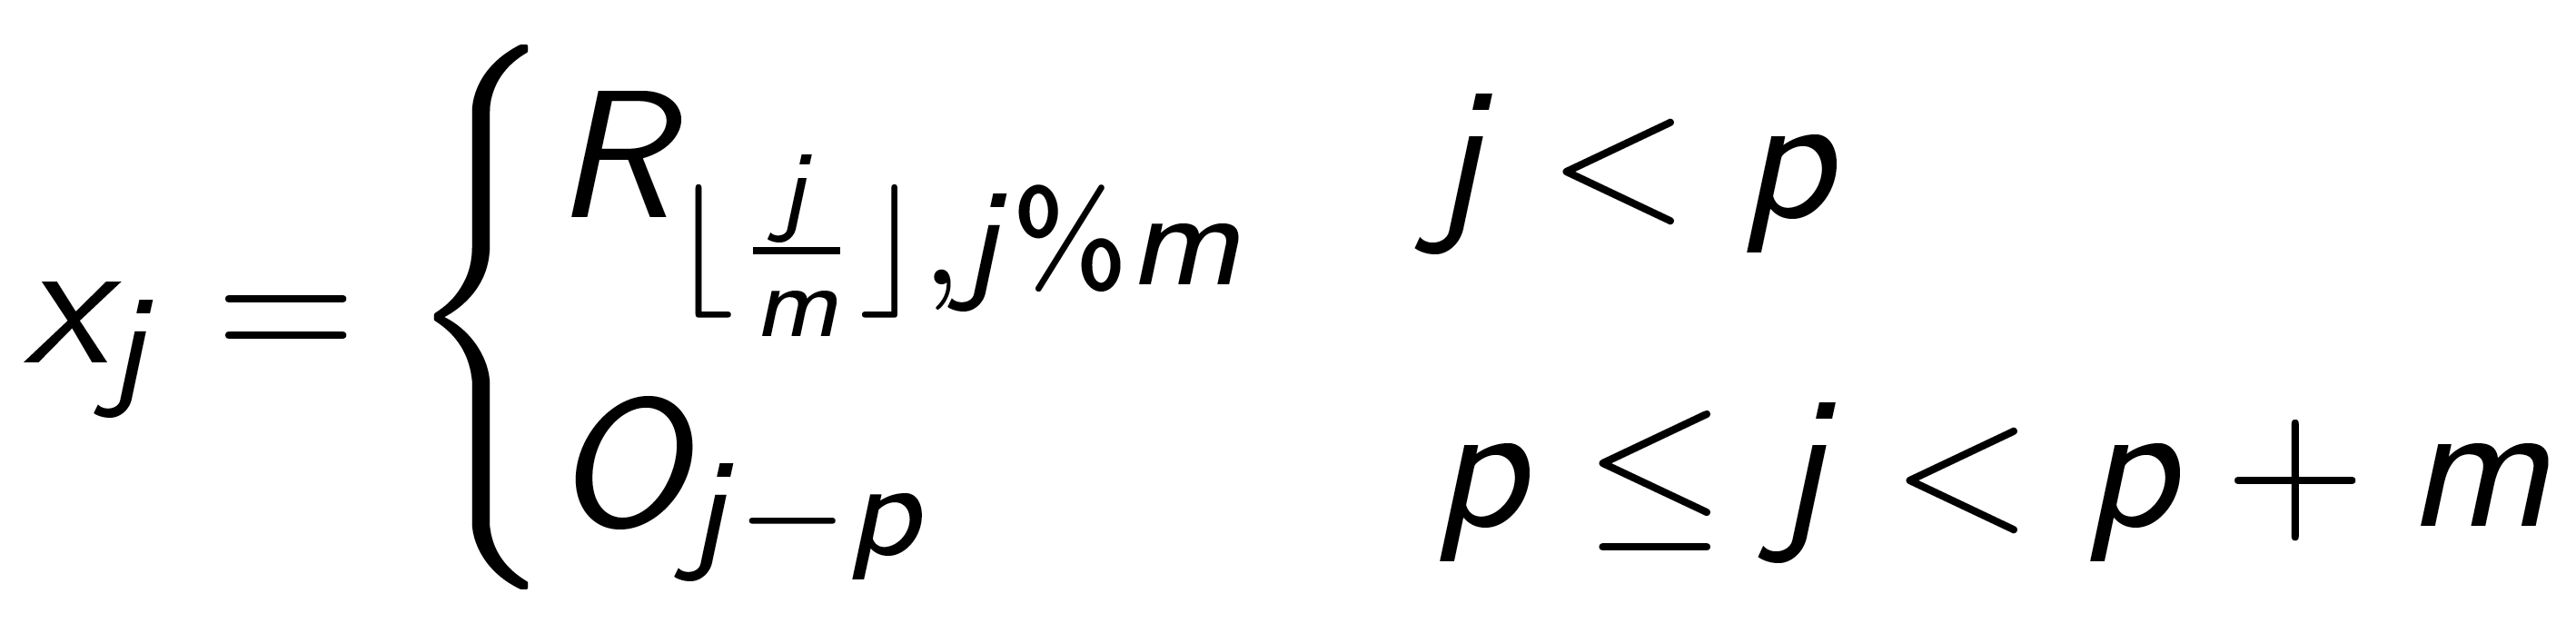 x_j = { R_{⌊j/m⌋,j%m} j < p
O_{j−p} p ≤ j < p + m